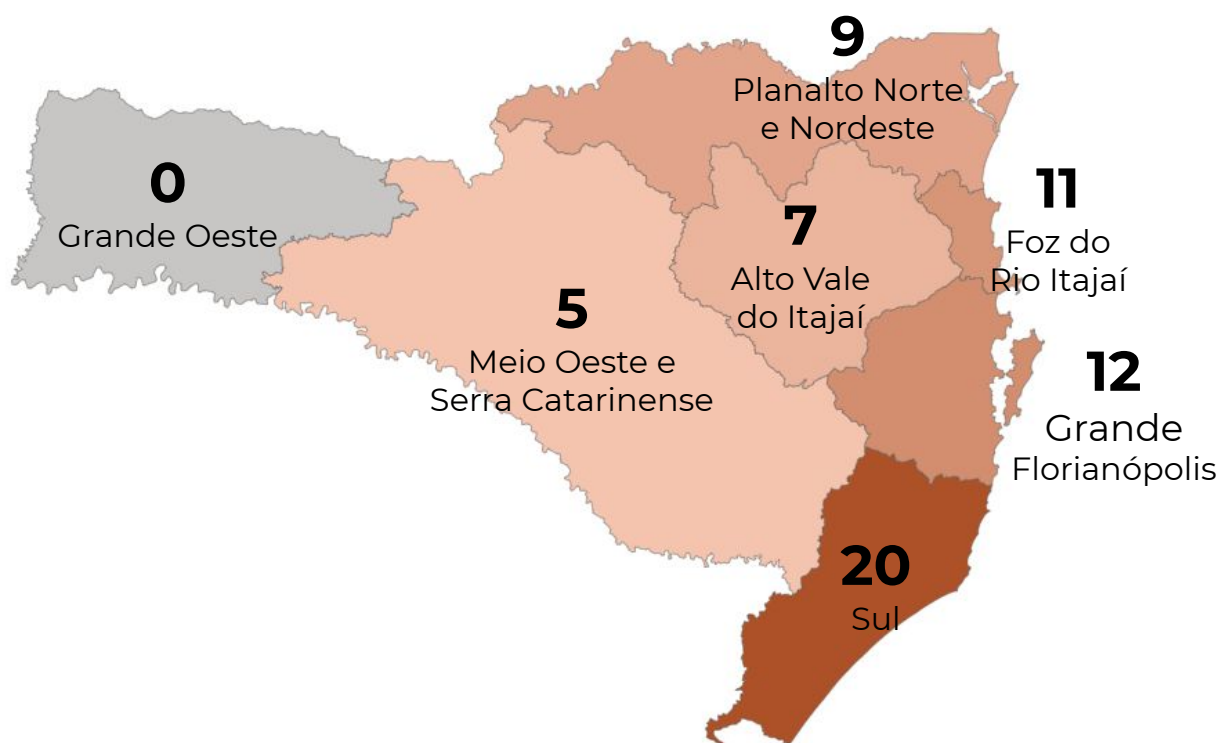 9
Planalto Norte
e Nordeste
0
Grande Oeste
11
Foz do
Rio Itajaí
7
Alto Vale
do Itajaí
5
Meio Oeste e
Serra Catarinense
12
Grande
Florianópolis
20
Sul